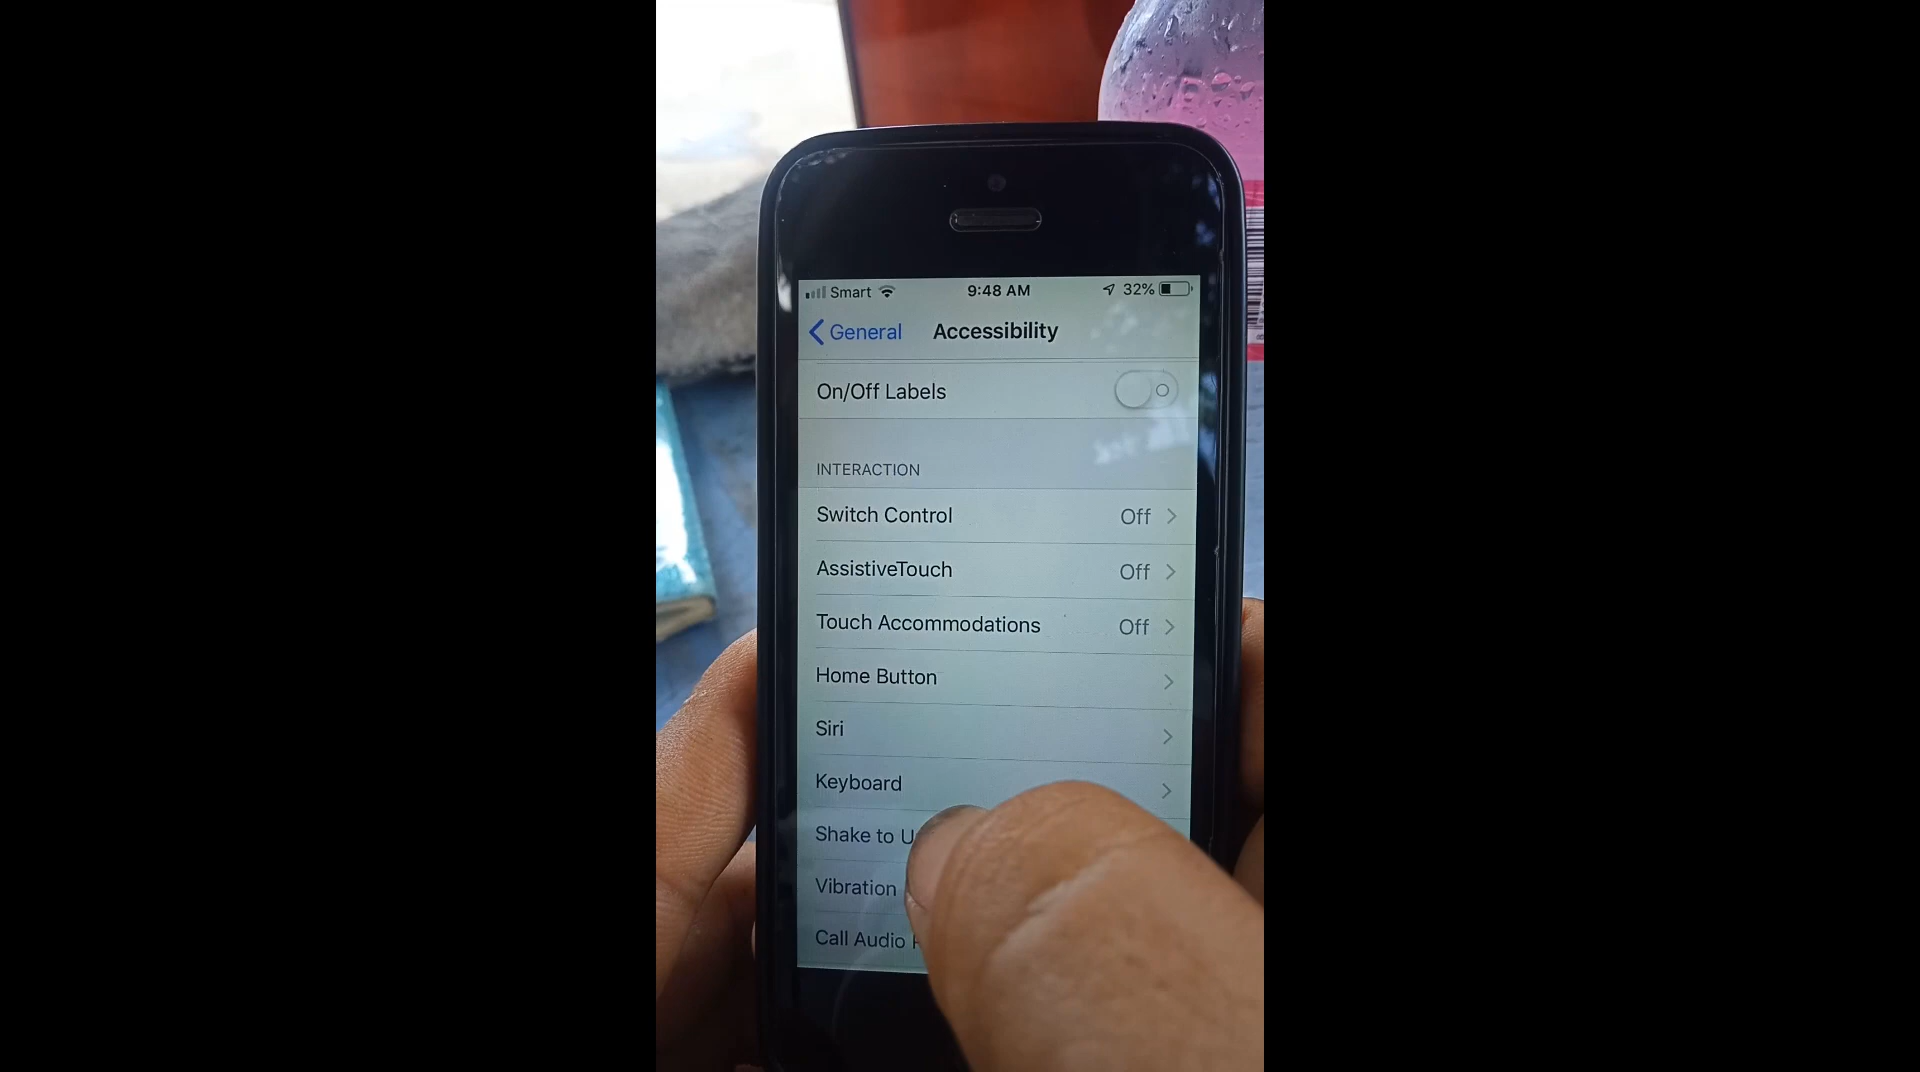 Smart 9:48 AM 32%
General Accessibility
On/Off Labels
INTERACTION
Switch Control Off
AssistiveTouch Off
Touch Accommodations Off
Home Button
Siri
Keyboard
Shake to
Vibration
Call Audio